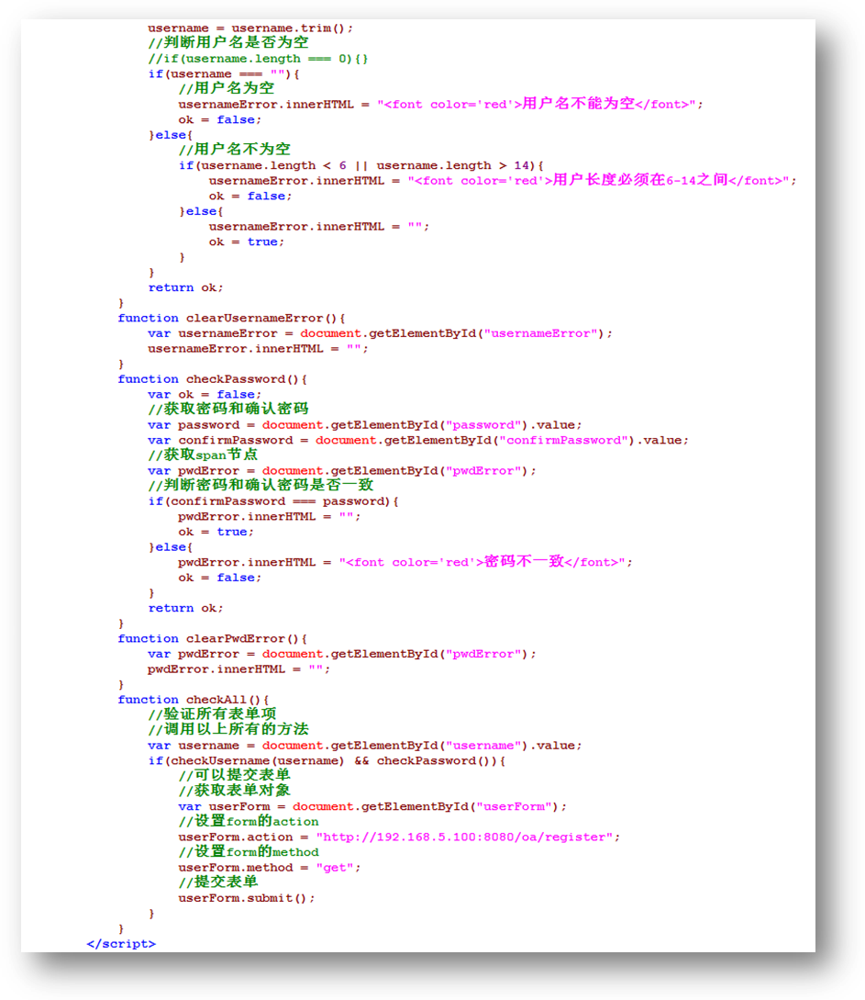 username = username.trim();
//判断用户名是否为空
//if(username.length === 0){}
if(username === ""){
//用户名为空
usernameError.innerHTML = "<font color='red'>用户名不能为空</font>";
ok = false;
}else{
//用户名不为空
if(username.length < 6 || username.length > 14){
usernameError.innerHTML = "<font color='red'>用户长度必须在6-14之间</font>";
ok = false;
}else{
usernameError.innerHTML = "";
ok = true;
}
}
return ok;
}
function clearUsernameError(){
var usernameError = document.getElementById("usernameError");
usernameError.innerHTML = "";
}
function checkPassword(){
var ok = false;
//获取密码和确认密码
var password = document.getElementById("password").value;
var confirmPassword = document.getElementById("confirmPassword").value;
//获取span节点
var pwdError = document.getElementById("pwdError");
//判断密码和确认密码是否一致
if(confirmPassword === password){
pwdError.innerHTML = "";
ok = true;
}else{
pwdError.innerHTML = "<font color='red'>密码不一致</font>";
ok = false;
}
return ok;
}
function clearPwdError(){
var pwdError = document.getElementById("pwdError");
pwdError.innerHTML = "";
}
function checkAll(){
//验证所有表单项
//调用以上所有的方法
var username = document.getElementById("username").value;
if(checkUsername(username) && checkPassword()){
//可以提交表单
//获取表单对象
var userForm = document.getElementById("userForm");
//设置form的action
userForm.action = "http://192.168.5.100:8080/oa/register";
//设置form的method
userForm.method = "get";
//提交表单
userForm.submit();
}
}
</script>